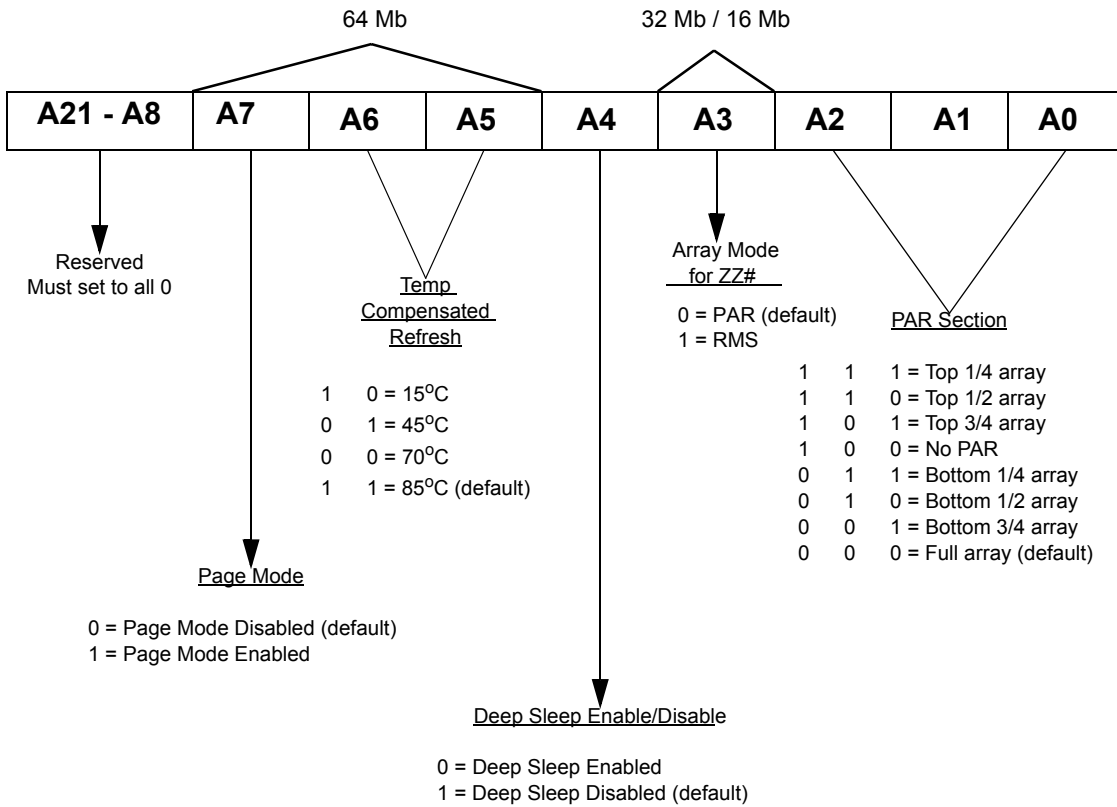 64 Mb
32 Mb / 16 Mb
A21 - A8 A7 A6 A5 A4 A3 A2 A1 A0
Reserved
Must set to all 0
Temp
Compensated
Refresh
1 0 = 15°C
0 1 = 45°C
0 0 = 70°C
1 1 = 85°C (default)
Array Mode
for ZZ#
0 = PAR (default)
1 = RMS
PAR Section
1 1 1 = Top 1/4 array
1 1 0 = Top 1/2 array
1 0 1 = Top 3/4 array
1 0 0 = No PAR
0 1 1 = Bottom 1/4 array
0 1 0 = Bottom 1/2 array
0 0 1 = Bottom 3/4 array
0 0 0 = Full array (default)
Page Mode
0 = Page Mode Disabled (default)
1 = Page Mode Enabled
Deep Sleep Enable/Disable
0 = Deep Sleep Enabled
1 = Deep Sleep Disabled (default)